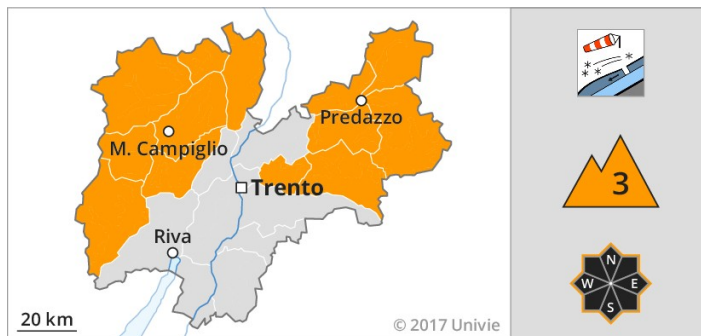 Predazzo
M. Campiglio
Trento
Riva
20 km
© 2017 Univie
3
N
W E
S